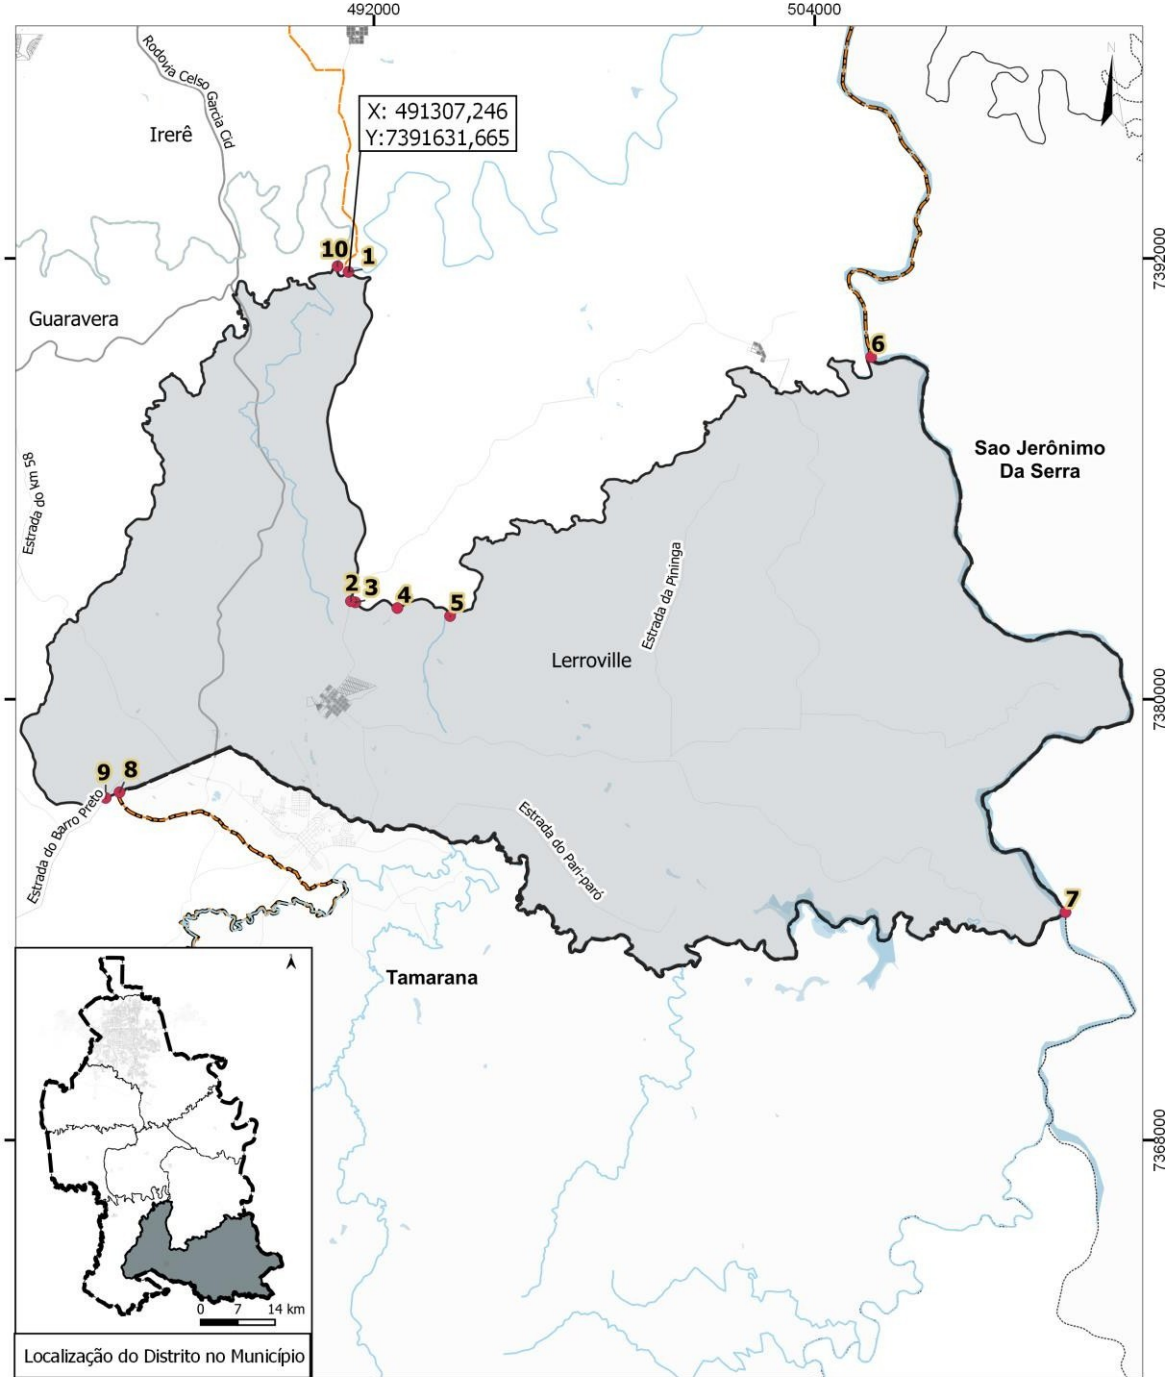 492000
504000
Rodovia Celso Garcia Cid
X: 491307,246
Y:7391631,665
N
Irerê
10
1
7392000
Guaravera
6
Estrada do km 58
Sao Jerônimo
Da Serra
Estrada da Pininga
2
3
4
5
Lerroville
7380000
9
8
Estrada do Barro Preto
Estrada do Pari-paró
7
Tamarana
7368000
0 7 14 km
Localização do Distrito no Município